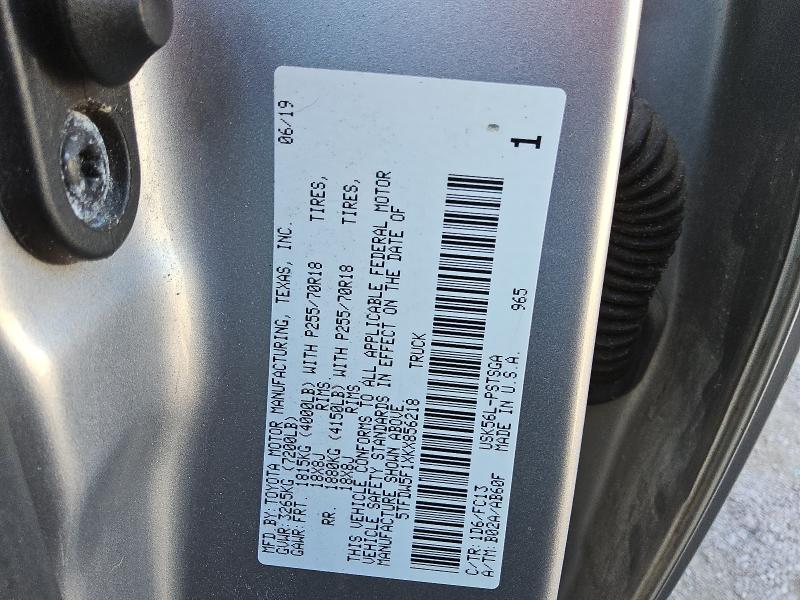 MFD BY: TOYOTA MOTOR MANUFACTURING, TEXAS, INC. 06/19
GVWR: 3265KG (7200LB)
GAWR: FRT. 1815KG (4000LB) WITH P255/70R18 TIRES,
18X8J RIMS
RR. 1880KG (4150LB) WITH P255/70R18 TIRES,
18X8J RIMS
THIS VEHICLE CONFORMS TO ALL APPLICABLE FEDERAL MOTOR
VEHICLE SAFETY STANDARDS IN EFFECT ON THE DATE OF
MANUFACTURE SHOWN ABOVE.
5TFDW5F1XKX856218 TRUCK
C/TR: 1D6/FC13 USK56L-PSTSGA
A/TM: B02A/AB60F MADE IN U.S.A. 965
1